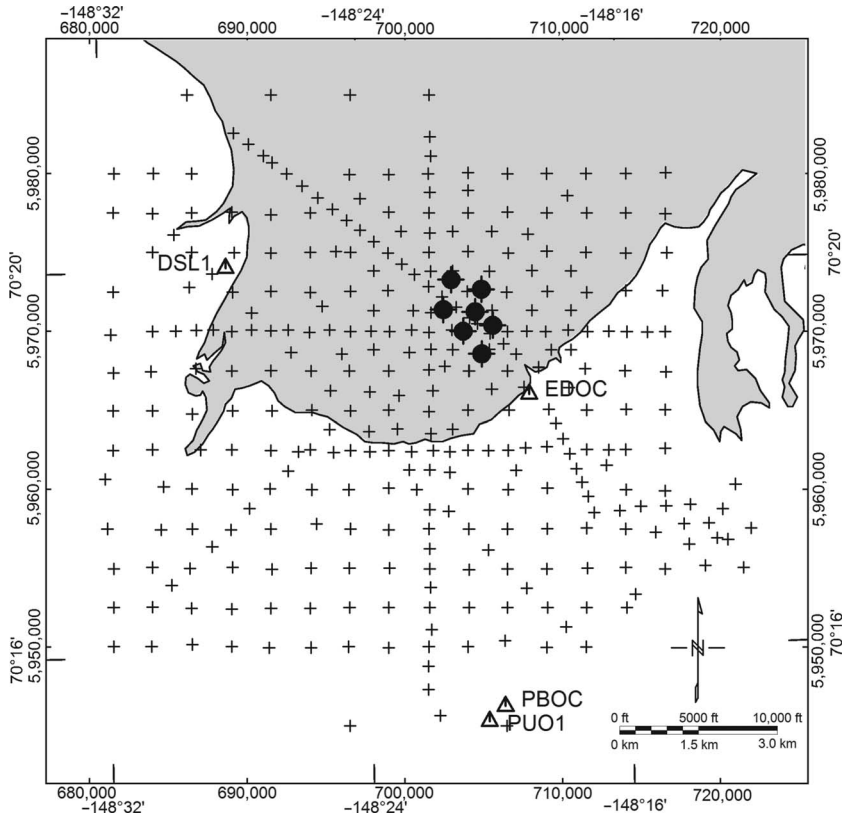 −148°32' −148°24' −148°16'
680,000 690,000 700,000 710,000 720,000
5,980,000 5,980,000
70°20' 70°20'
DSL1
5,970,000 5,970,000
EBOC
5,960,000 5,960,000
70°16' 70°16'
5,950,000 5,950,000
N
PBOC
PUO1
0 ft 5000 ft 10,000 ft
0 km 1.5 km 3.0 km
680,000 690,000 700,000 710,000 720,000
−148°32' −148°24' −148°16'